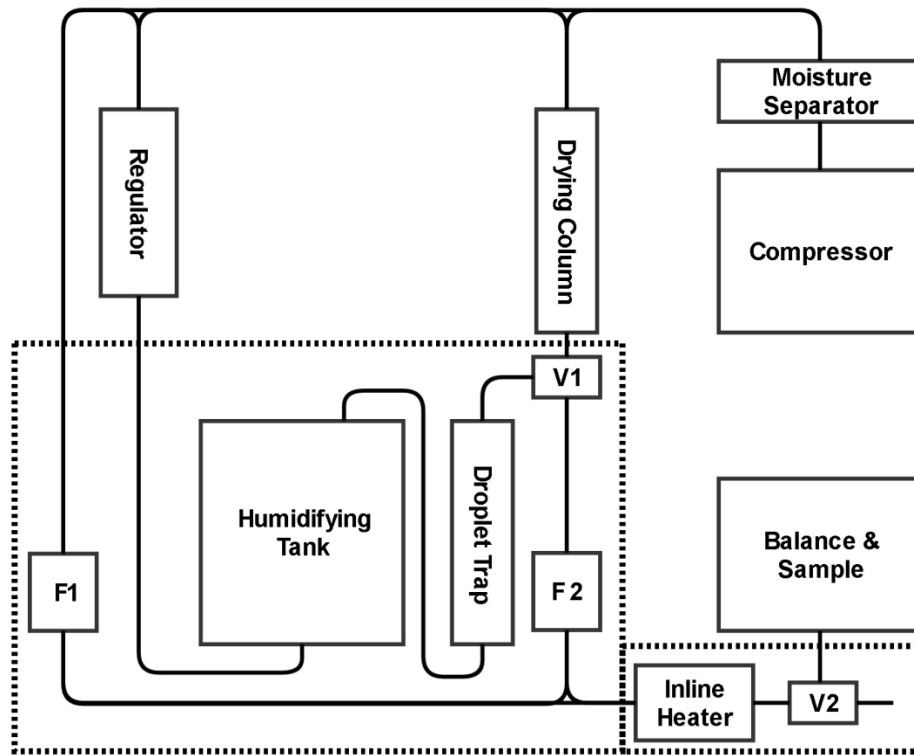 Moisture
Separator
Regulator
Drying Column
Compressor
V1
Humidifying
Tank
Droplet Trap
Balance &
Sample
F1
F 2
Inline
Heater
V2